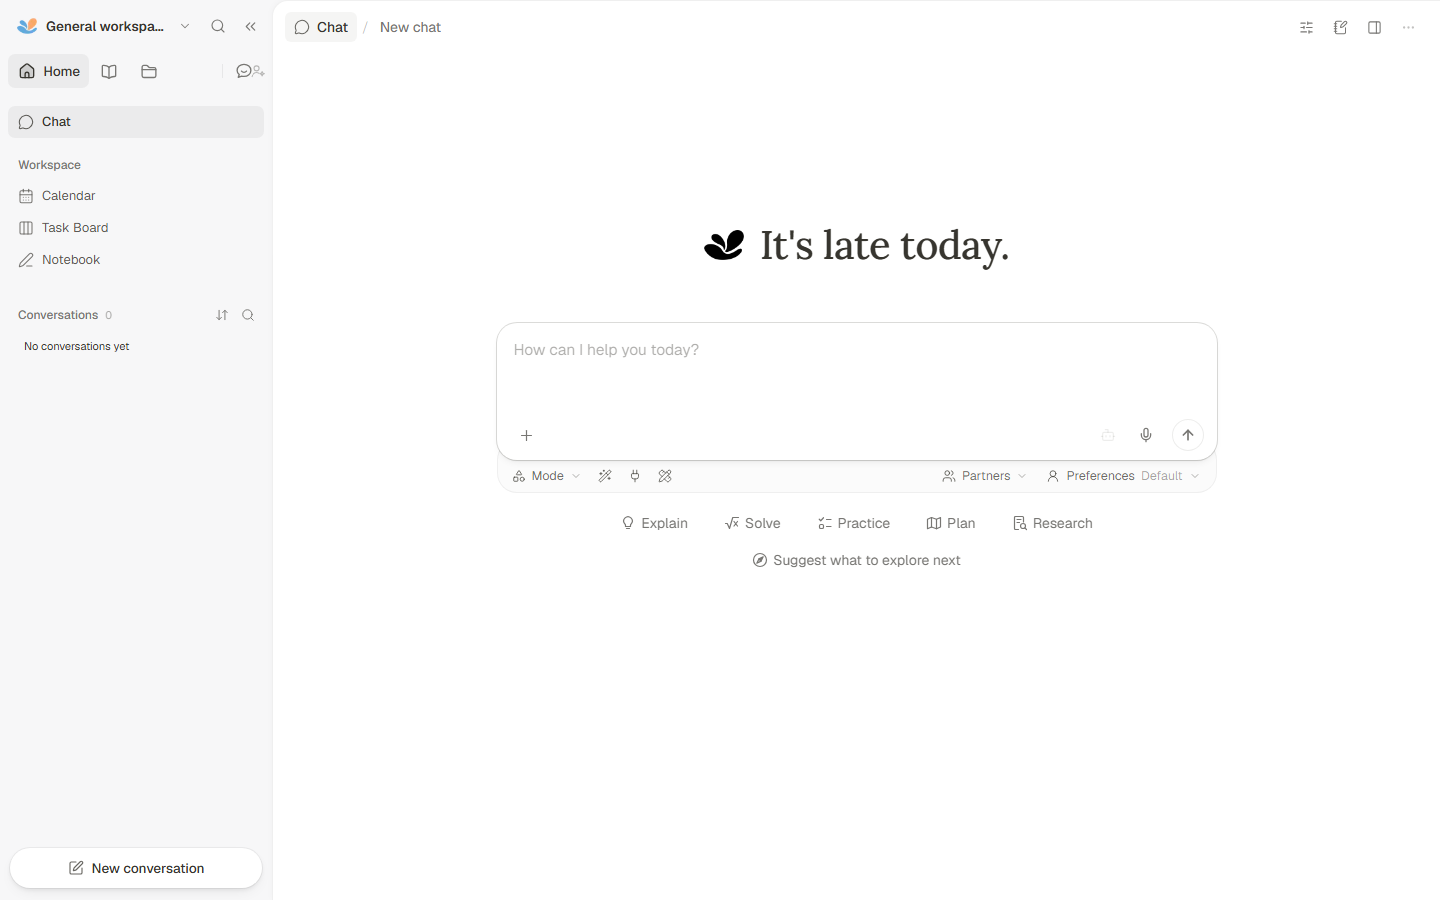 General workspa...
Chat / New chat
Home
Chat
Workspace
Calendar
Task Board
Notebook
Conversations 0
No conversations yet
New conversation
It's late today.
How can I help you today?
Mode
Partners
Preferences Default
Explain
Solve
Practice
Plan
Research
Suggest what to explore next